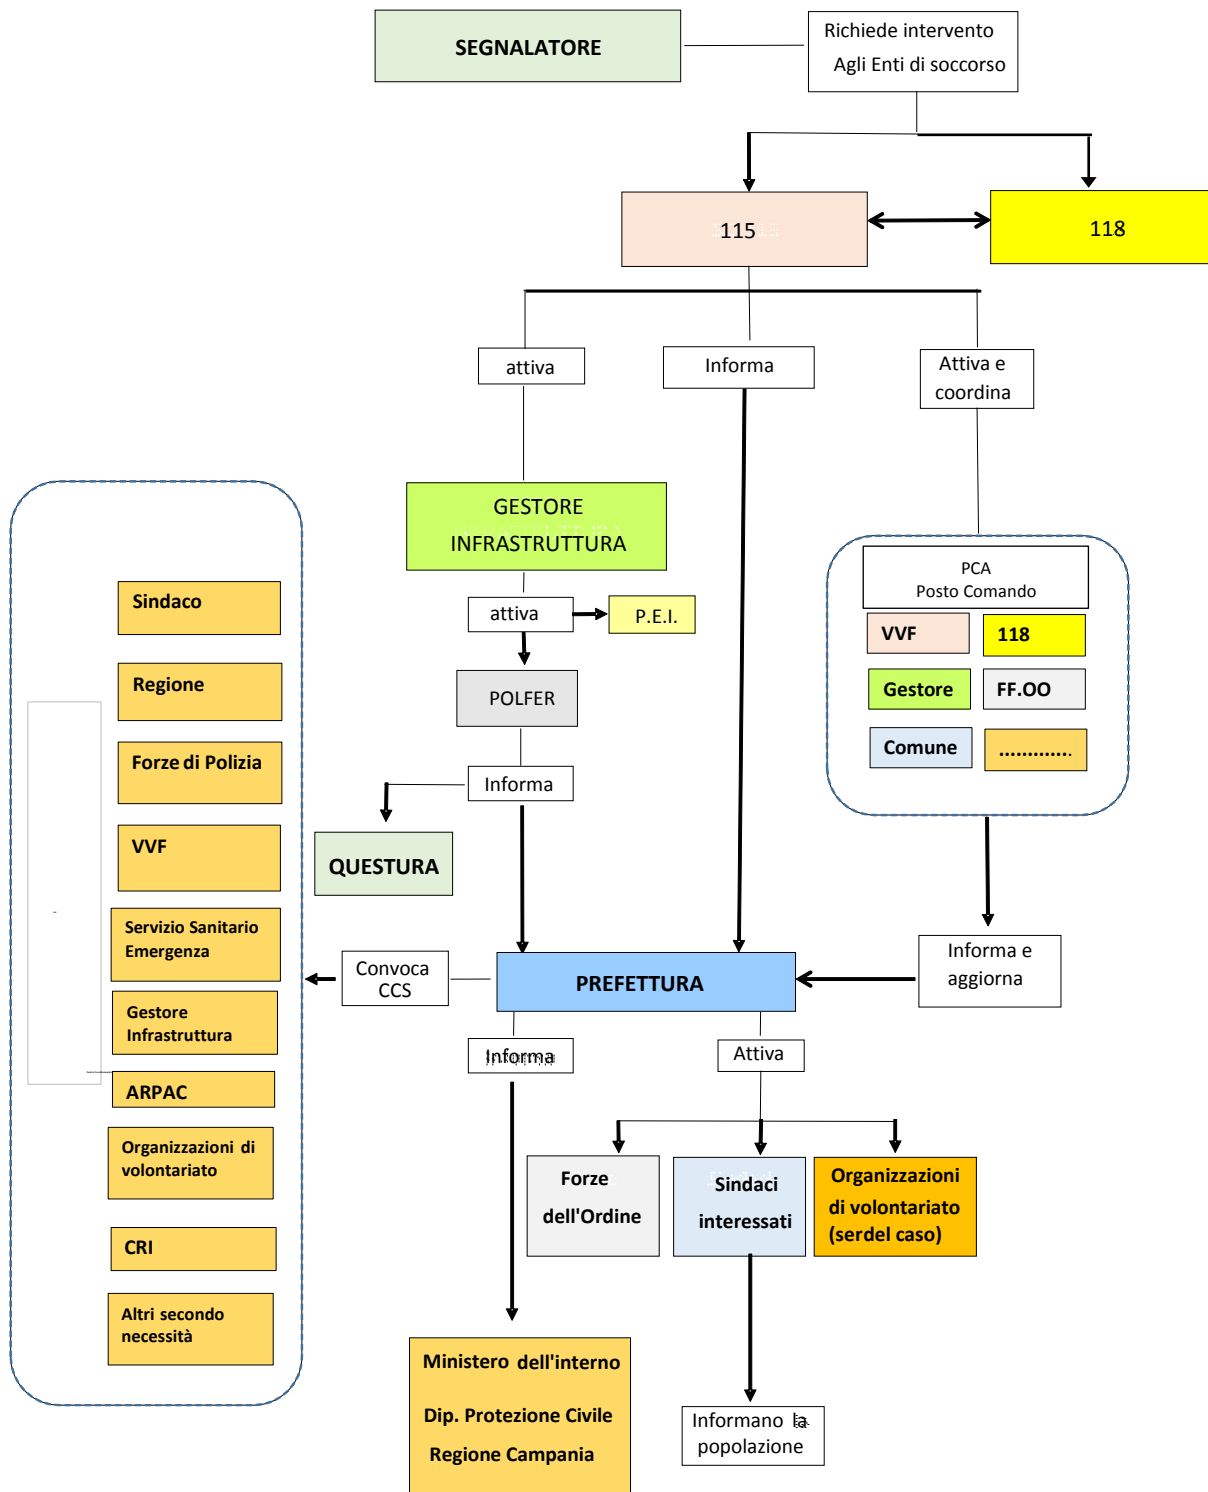 SEGNALATORE
Richiede intervento
Agli Enti di soccorso
115
118
attiva
Informa
Attiva e
coordina
GESTORE
INFRASTRUTTURA
attiva
P.E.I.
POLFER
Informa
QUESTURA
PCA
Posto Comando
VVF
118
Gestore
FF.OO
Comune
.............
Sindaco
Regione
Forze di Polizia
VVF
Servizio Sanitario
Emergenza
Gestore
Infrastruttura
ARPAC
Organizzazioni di
volontariato
CRI
Altri secondo
necessità
Convoca
CCS
PREFETTURA
Informa e
aggiorna
Informa
Attiva
Forze
dell'Ordine
Sindaci
interessati
Organizzazioni
di volontariato
(serdel caso)
Ministero dell'interno
Dip. Protezione Civile
Regione Campania
Informano la
popolazione